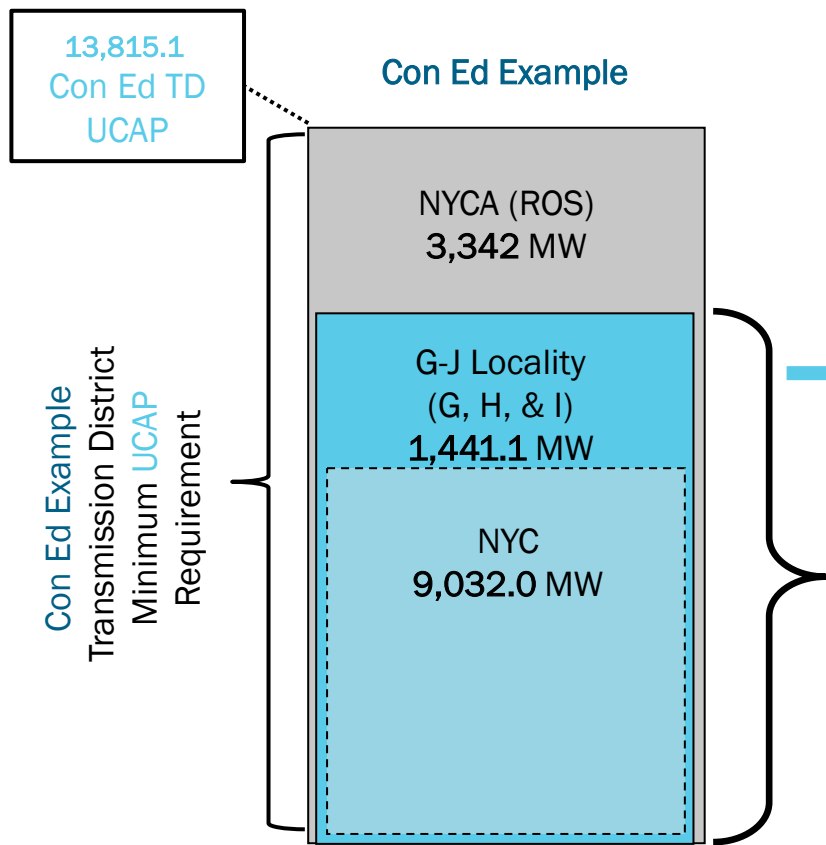 13,815.1
Con Ed TD
UCAP
Con Ed Example
NYCA (ROS)
3,342 MW
G-J Locality
(G, H, & I)
1,441.1 MW
NYC
9,032.0 MW
Con Ed Example
Transmission District
Minimum UCAP
Requirement